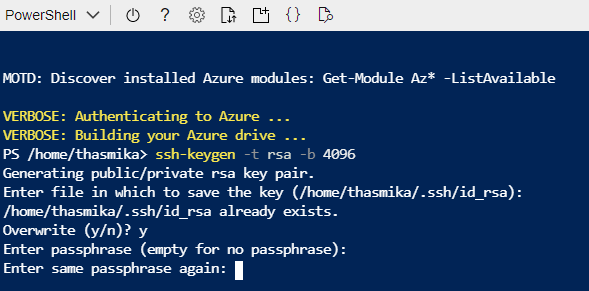 PowerShell
?
{}
MOTD: Discover installed Azure modules: Get-Module Az* -ListAvailable
VERBOSE: Authenticating to Azure ...
VERBOSE: Building your Azure drive ...
PS /home/thasmika> ssh-keygen -t rsa -b 4096
Generating public/private rsa key pair.
Enter file in which to save the key (/home/thasmika/.ssh/id_rsa):
/home/thasmika/.ssh/id_rsa already exists.
Overwrite (y/n)? y
Enter passphrase (empty for no passphrase):
Enter same passphrase again: